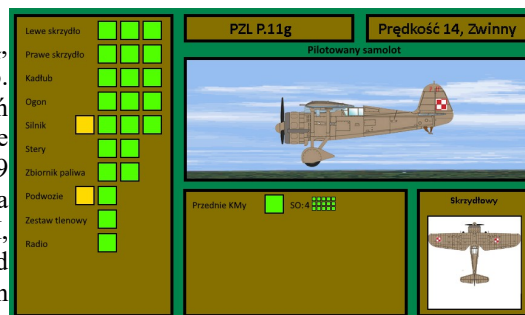 Lewe skrzydło
Prawe skrzydło
Kadłub
Ogon
Silnik
Stery
Zbiornik paliwa
Podwozie
Zestaw tlenowy
Radio
PZL P.11g
Prędkość 14, Zwinny
Pilotowany samolot
Przednie KMy SO:4
Skrzydłowy